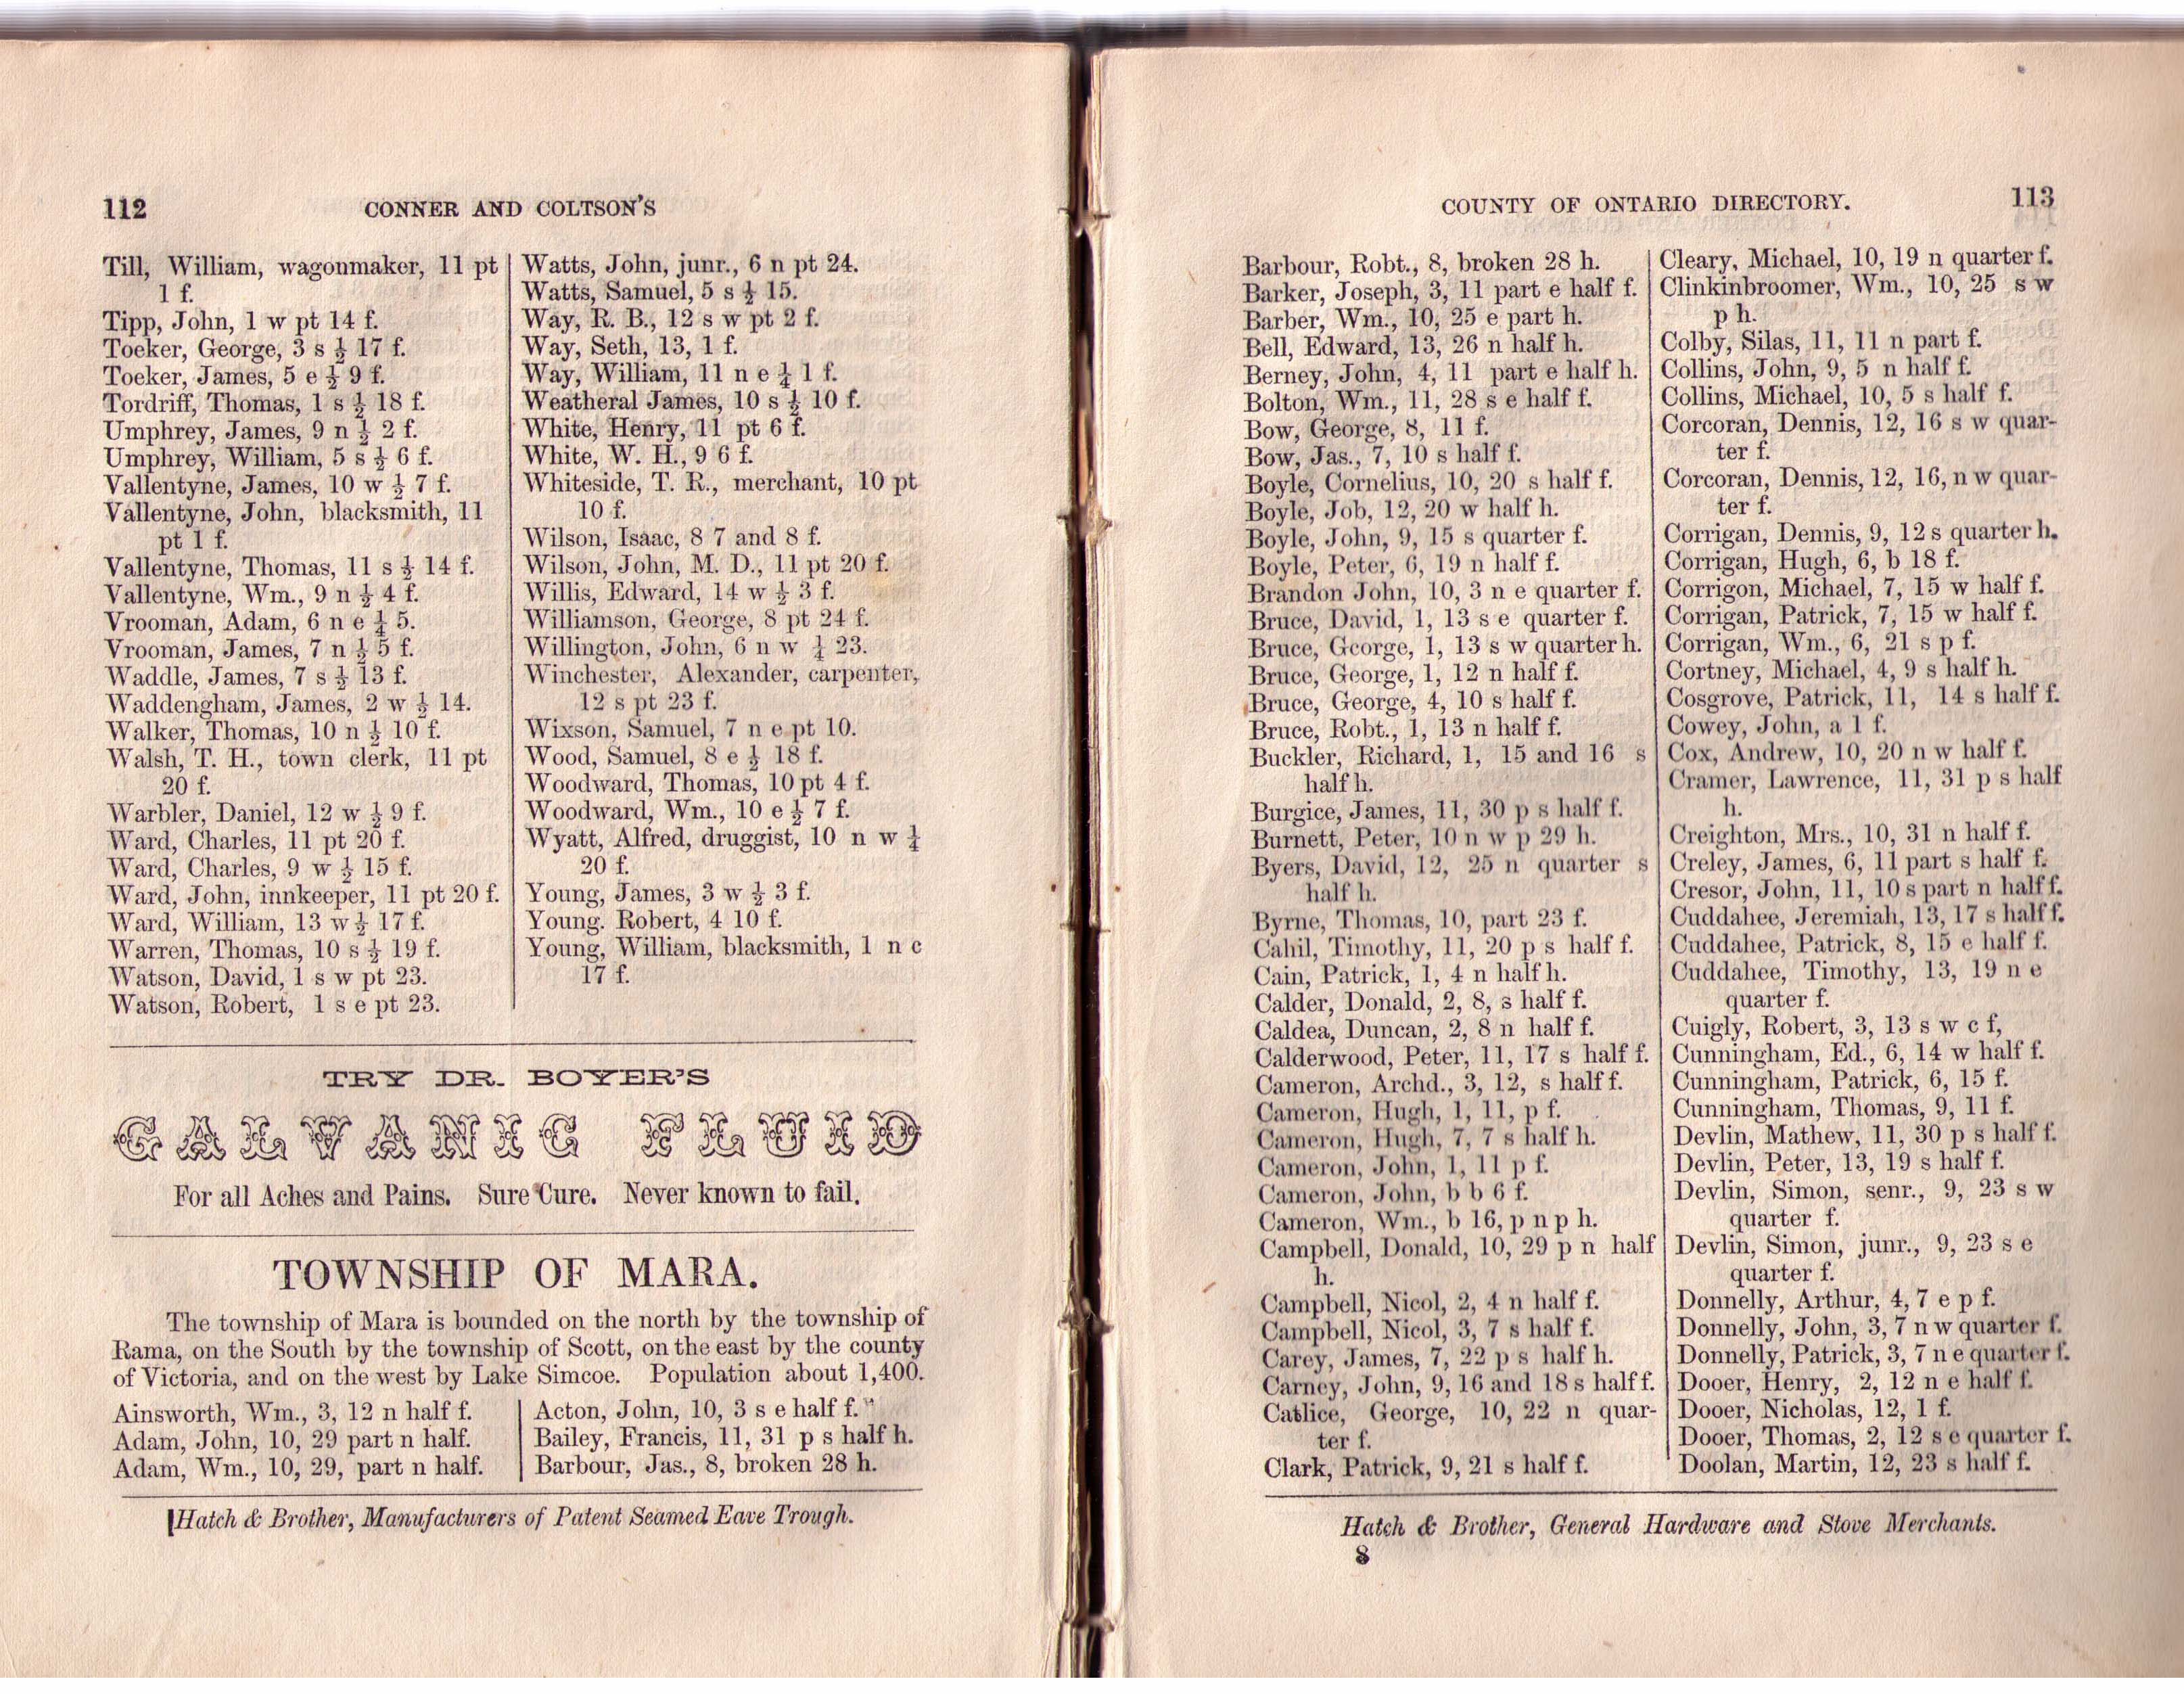 112 CONNER AND COLTSON'S
Till, William, wagonmaker, 11 pt
1 f.
Tipp, John, 1 w pt 14 f.
Toeker, George, 3 s ½ 17 f.
Toeker, James, 5 e ½ 9 f.
Tordriff, Thomas, 1 s ½ 18 f.
Umphrey, James, 9 n ½ 2 f.
Umphrey, William, 5 s ½ 6 f.
Vallentyne, James, 10 w ½ 7 f.
Vallentyne, John, blacksmith, 11
pt 1 f.
Vallentyne, Thomas, 11 s ½ 14 f.
Vallentyne, Wm., 9 n ½ 4 f.
Vrooman, Adam, 6 n e ¼ 5.
Vrooman, James, 7 n ½ 5 f.
Waddle, James, 7 s ½ 13 f.
Waddengham, James, 2 w ½ 14.
Walker, Thomas, 10 n ½ 10 f.
Walsh, T. H., town clerk, 11 pt
20 f.
Warbler, Daniel, 12 w ½ 9 f.
Ward, Charles, 11 pt 20 f.
Ward, Charles, 9 w ½ 15 f.
Ward, John, innkeeper, 11 pt 20 f.
Ward, William, 13 w ½ 17 f.
Warren, Thomas, 10 s ½ 19 f.
Watson, David, 1 s w pt 23.
Watson, Robert, 1 s e pt 23.
Watts, John, junr., 6 n pt 24.
Watts, Samuel, 5 s ½ 15.
Way, R. B., 12 s w pt 2 f.
Way, Seth, 13, 1 f.
Way, William, 11 n e ¼ 1 f.
Weatheral James, 10 s ½ 10 f.
White, Henry, 11 pt 6 f.
White, W. H., 9 6 f.
Whiteside, T. R., merchant, 10 pt
10 f.
Wilson, Isaac, 8 7 and 8 f.
Wilson, John, M. D., 11 pt 20 f.
Willis, Edward, 14 w ½ 3 f.
Williamson, George, 8 pt 24 f.
Willington, John, 6 n w ¼ 23.
Winchester, Alexander, carpenter,
12 s pt 23 f.
Wixson, Samuel, 7 n e pt 10.
Wood, Samuel, 8 e ½ 18 f.
Woodward, Thomas, 10 pt 4 f.
Woodward, Wm., 10 e ½ 7 f.
Wyatt, Alfred, druggist, 10 n w ¼
20 f.
Young, James, 3 w ½ 3 f.
Young. Robert, 4 10 f.
Young, William, blacksmith, 1 n c
17 f.
TRY DR. BOYER'S
GALVANIC FLUID
For all Aches and Pains. Sure Cure. Never known to fail.
TOWNSHIP OF MARA.
The township of Mara is bounded on the north by the township of
Rama, on the South by the township of Scott, on the east by the county
of Victoria, and on the west by Lake Simcoe. Population about 1,400.
Ainsworth, Wm., 3, 12 n half f.
Adam, John, 10, 29 part n half.
Adam, Wm., 10, 29, part n half.
Acton, John, 10, 3 s e half f.
Bailey, Francis, 11, 31 p s half h.
Barbour, Jas., 8, broken 28 h.
Hatch & Brother, Manufacturers of Patent Seamed Eave Trough.
COUNTY OF ONTARIO DIRECTORY. 113
Barbour, Robt., 8, broken 28 h.
Barker, Joseph, 3, 11 part e half f.
Barber, Wm., 10, 25 e part h.
Bell, Edward, 13, 26 n half h.
Berney, John, 4, 11 part e half h.
Bolton, Wm., 11, 28 s e half f.
Bow, George, 8, 11 f.
Bow, Jas., 7, 10 s half f.
Boyle, Cornelius, 10, 20 s half f.
Boyle, Job, 12, 20 w half h.
Boyle, John, 9, 15 s quarter f.
Boyle, Peter, 6, 19 n half f.
Brandon John, 10, 3 n e quarter f.
Bruce, David, 1, 13 s e quarter f.
Bruce, Gcorge, 1, 13 s w quarter h.
Bruce, George, 1, 12 n half f.
Bruce, George, 4, 10 s half f.
Bruce, Robt., 1, 13 n half f.
Buckler, Richard, 1, 15 and 16 s
half h.
Burgice, James, 11, 30 p s half f.
Burnett, Peter, 10 n w p 29 h.
Byers, David, 12, 25 n quarter s
half h.
Byrne, Thomas, 10, part 23 f.
Cahil, Timothy, 11, 20 p s half f.
Cain, Patrick, 1, 4 n half h.
Calder, Donald, 2, 8, s half f.
Caldea, Duncan, 2, 8 n half f.
Calderwood, Peter, 11, 17 s half f.
Cameron, Archd., 3, 12, s half f.
Cameron, Hugh, 1, 11, p f.
Cameron, Hugh, 7, 7 s half h.
Cameron, John, 1, 11 p f.
Cameron, John, b b 6 f.
Cameron, Wm., b 16, p n p h.
Campbell, Donald, 10, 29 p n half
h.
Campbell, Nicol, 2, 4 n half f.
Campbell, Nicol, 3, 7 s half f.
Carey, James, 7, 22 p s half h.
Carney, John, 9, 16 and 18 s half f.
Catlice, George, 10, 22 n quar-
ter f.
Clark, Patrick, 9, 21 s half f.
Cleary, Michael, 10, 19 n quarter f.
Clinkinbroomer, Wm., 10, 25 s w
p h.
Colby, Silas, 11, 11 n part f.
Collins, John, 9, 5 n half f.
Collins, Michael, 10, 5 s half f.
Corcoran, Dennis, 12, 16 s w quar-
ter f.
Corcoran, Dennis, 12, 16, n w quar-
ter f.
Corrigan, Dennis, 9, 12 s quarter h.
Corrigan, Hugh, 6, b 18 f.
Corrigon, Michael, 7, 15 w half f.
Corrigan, Patrick, 7, 15 w half f.
Corrigan, Wm., 6, 21 s p f.
Cortney, Michael, 4, 9 s half h.
Cosgrove, Patrick, 11, 14 s half f.
Cowey, John, a 1 f.
Cox, Andrew, 10, 20 n w half f.
Cramer, Lawrence, 11, 31 p s half
h.
Creighton, Mrs., 10, 31 n half f.
Creley, James, 6, 11 part s half f.
Cresor, John, 11, 10 s part n half f.
Cuddahee, Jeremiah, 13, 17 s half f.
Cuddahee, Patrick, 8, 15 e half f.
Cuddahee, Timothy, 13, 19 n e
quarter f.
Cuigly, Robert, 3, 13 s w c f,
Cunningham, Ed., 6, 14 w half f.
Cunningham, Patrick, 6, 15 f.
Cunningham, Thomas, 9, 11 f.
Devlin, Mathew, 11, 30 p s half f.
Devlin, Peter, 13, 19 s half f.
Devlin, Simon, senr., 9, 23 s w
quarter f.
Devlin, Simon, junr., 9, 23 s e
quarter f.
Donnelly, Arthur, 4, 7 e p f.
Donnelly, John, 3, 7 n w quarter f.
Donnelly, Patrick, 3, 7 n e quarter f.
Dooer, Henry, 2, 12 n e half f.
Dooer, Nicholas, 12, 1 f.
Dooer, Thomas, 2, 12 s e quarter f.
Doolan, Martin, 12, 23 s half f.
Hatch & Brother, General Hardware and Stove Merchants.
8